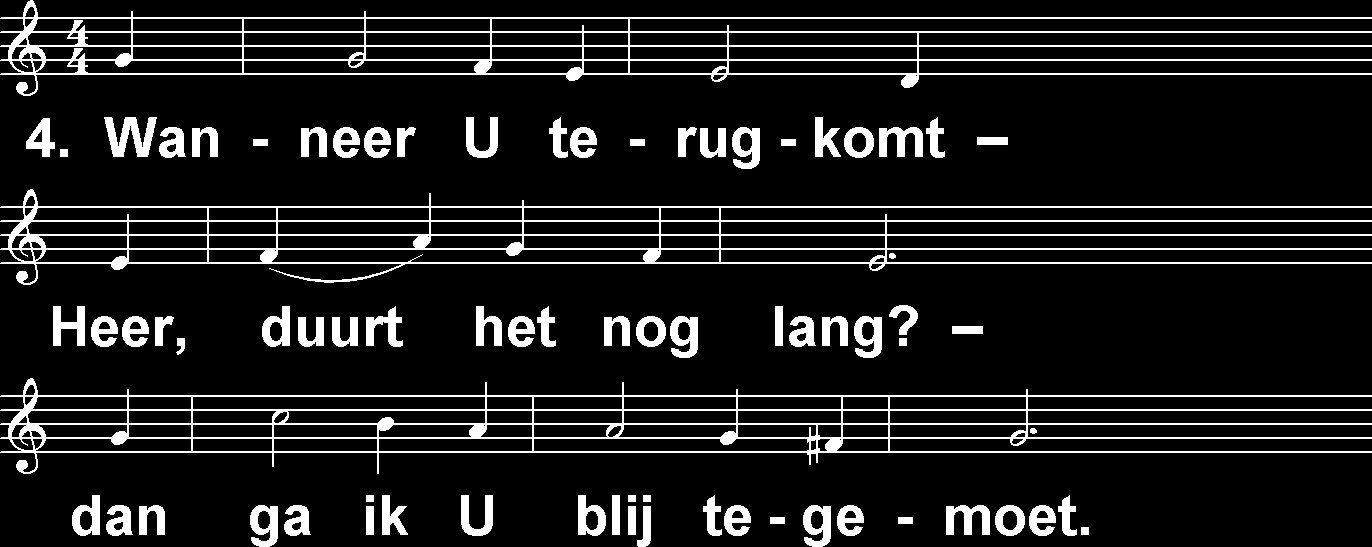 4. Wan - neer U te - rug - komt –
Heer, duurt het nog lang? –
dan ga ik U blij te - ge - moet.